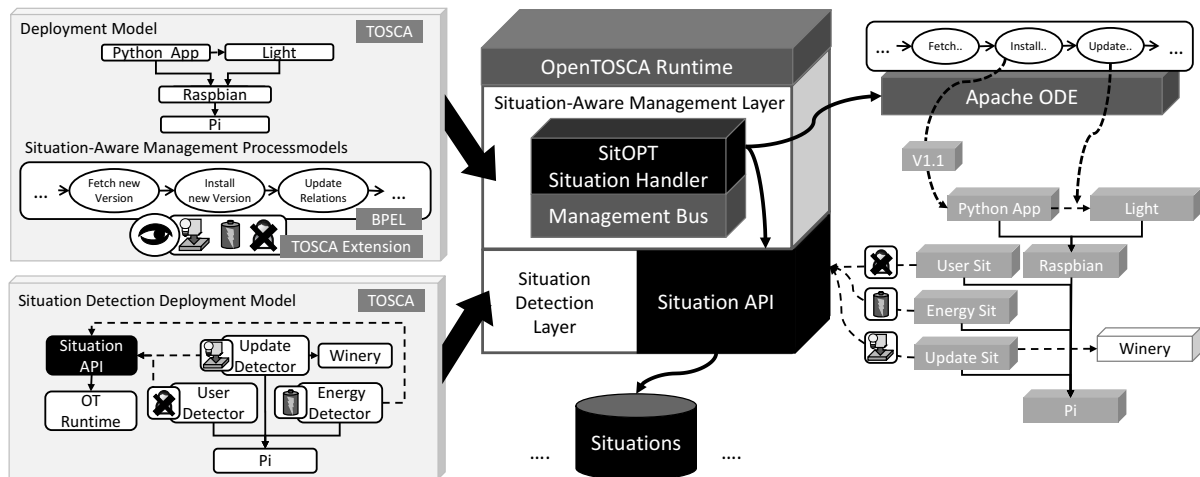 Deployment Model
TOSCA
Python App
Light
Raspbian
Pi
Situation-Aware Management Processmodels
...
Fetch new
Version
Install
new Version
Update
Relations
...
BPEL
TOSCA Extension
Situation Detection Deployment Model
TOSCA
Situation
API
Update
Detector
Winery
OT
Runtime
User
Detector
Energy
Detector
Pi
OpenTOSCA Runtime
Situation-Aware Management Layer
SitOPT
Situation Handler
Management Bus
Situation
Detection
Layer
Situation API
Situations
....
....
...
Fetch..
Install..
Update..
...
Apache ODE
V1.1
Python App
Light
User Sit
Raspbian
Energy Sit
Update Sit
Winery
Pi